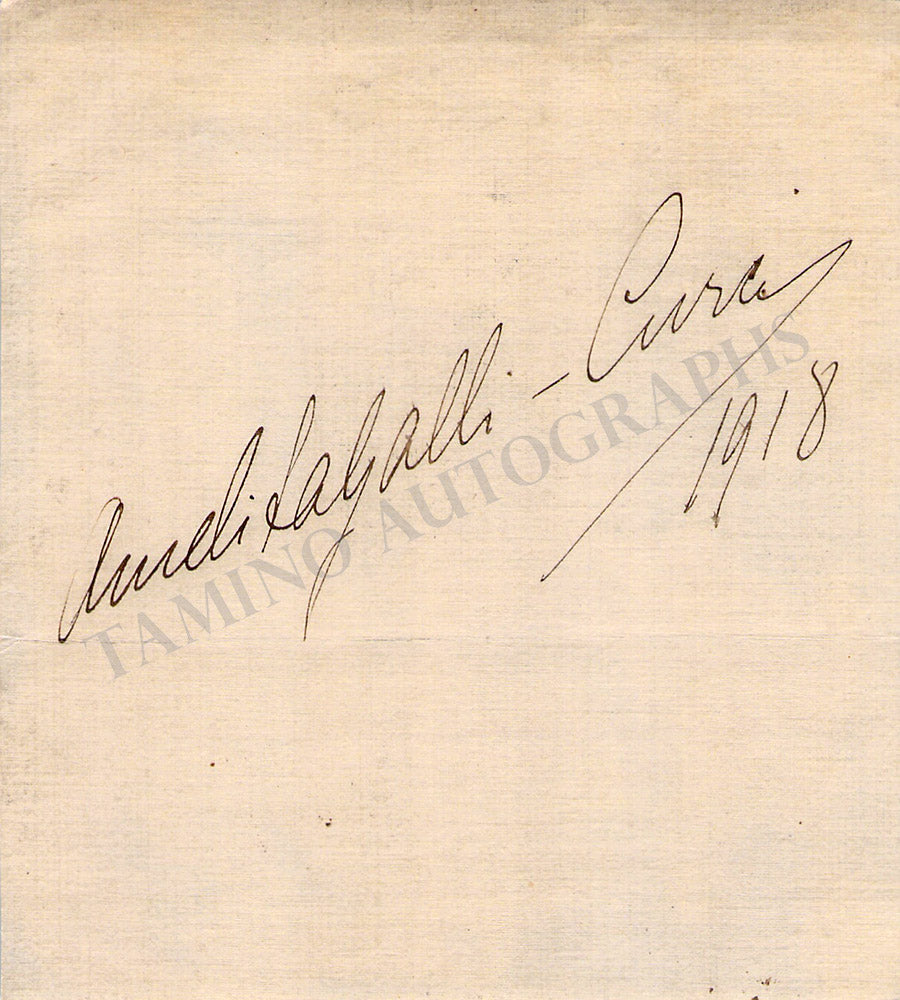 Amelita Galli - Curci
1918
TAMINO AUTOGRAPHS